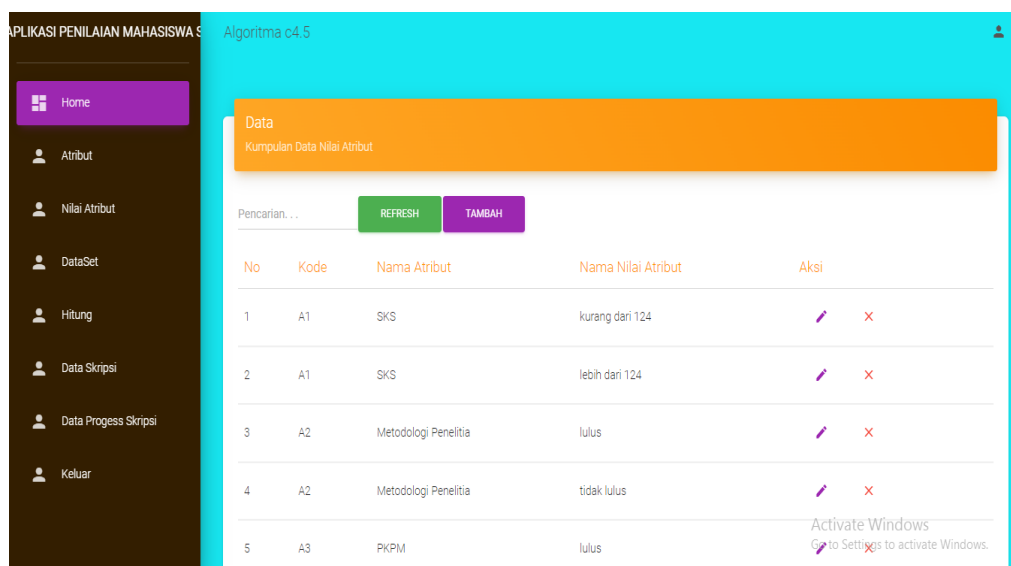 APLIKASI PENILAIAN MAHASISWA S
Algoritma c4.5
Home
Atribut
Nilai Atribut
DataSet
Hitung
Data Skripsi
Data Progess Skripsi
Keluar
Data
Kumpulan Data Nilai Atribut
Pencarian. . . REFRESH TAMBAH
No Kode Nama Atribut Nama Nilai Atribut Aksi
1 A1 SKS kurang dari 124
2 A1 SKS lebih dari 124
3 A2 Metodologi Penelitia lulus
4 A2 Metodologi Penelitia tidak lulus
5 A3 PKPM lulus
Activate Windows
Go to Settings to activate Windows.